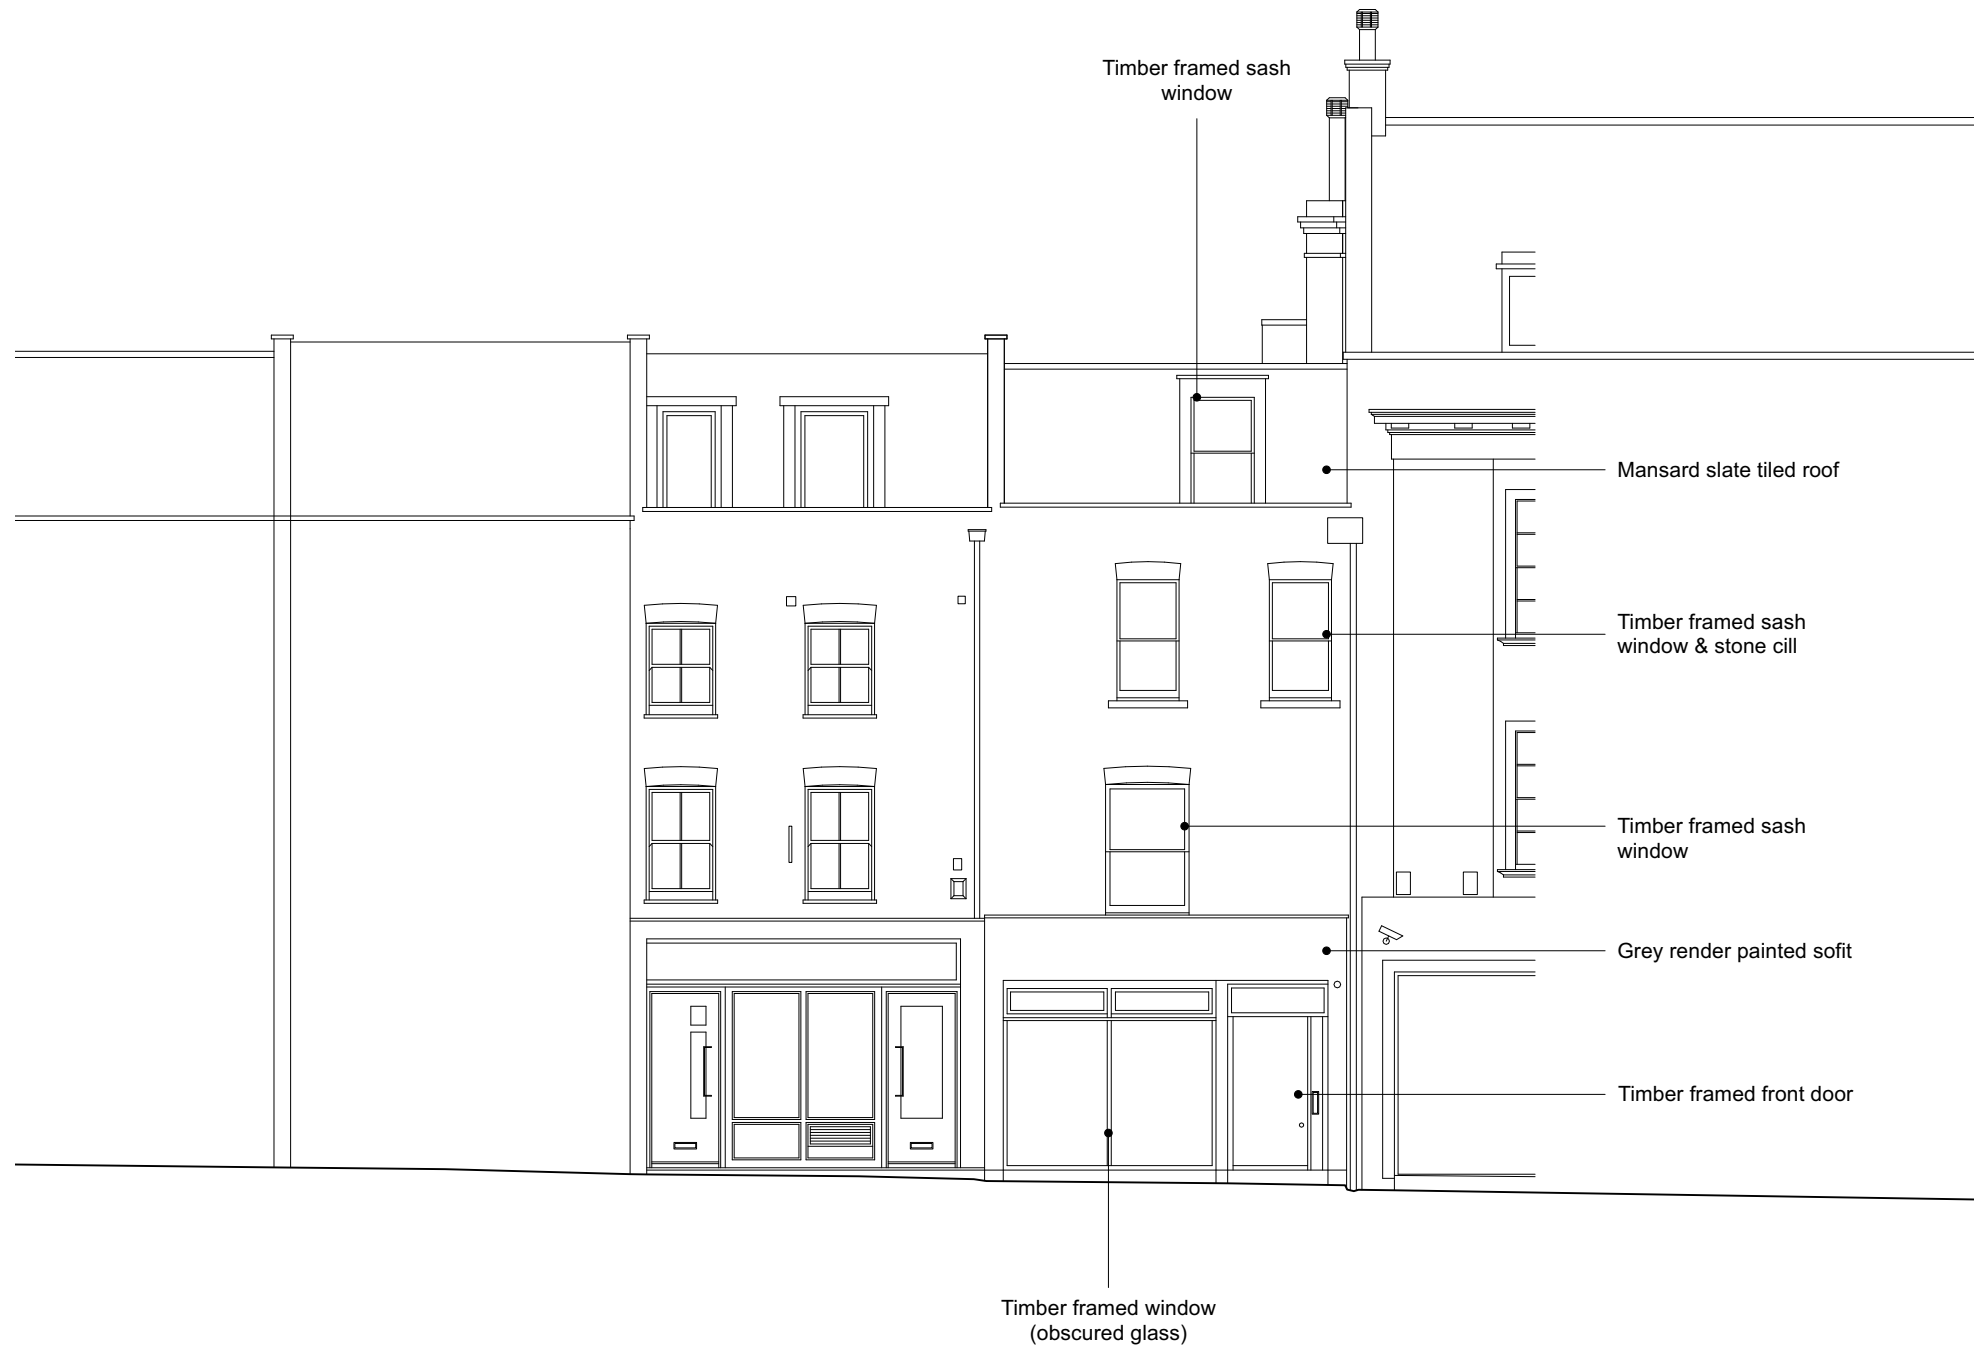 Timber framed sash
window
Mansard slate tiled roof
Timber framed sash
window & stone cill
Timber framed sash
window
Grey render painted sofit
Timber framed front door
Timber framed window
(obscured glass)